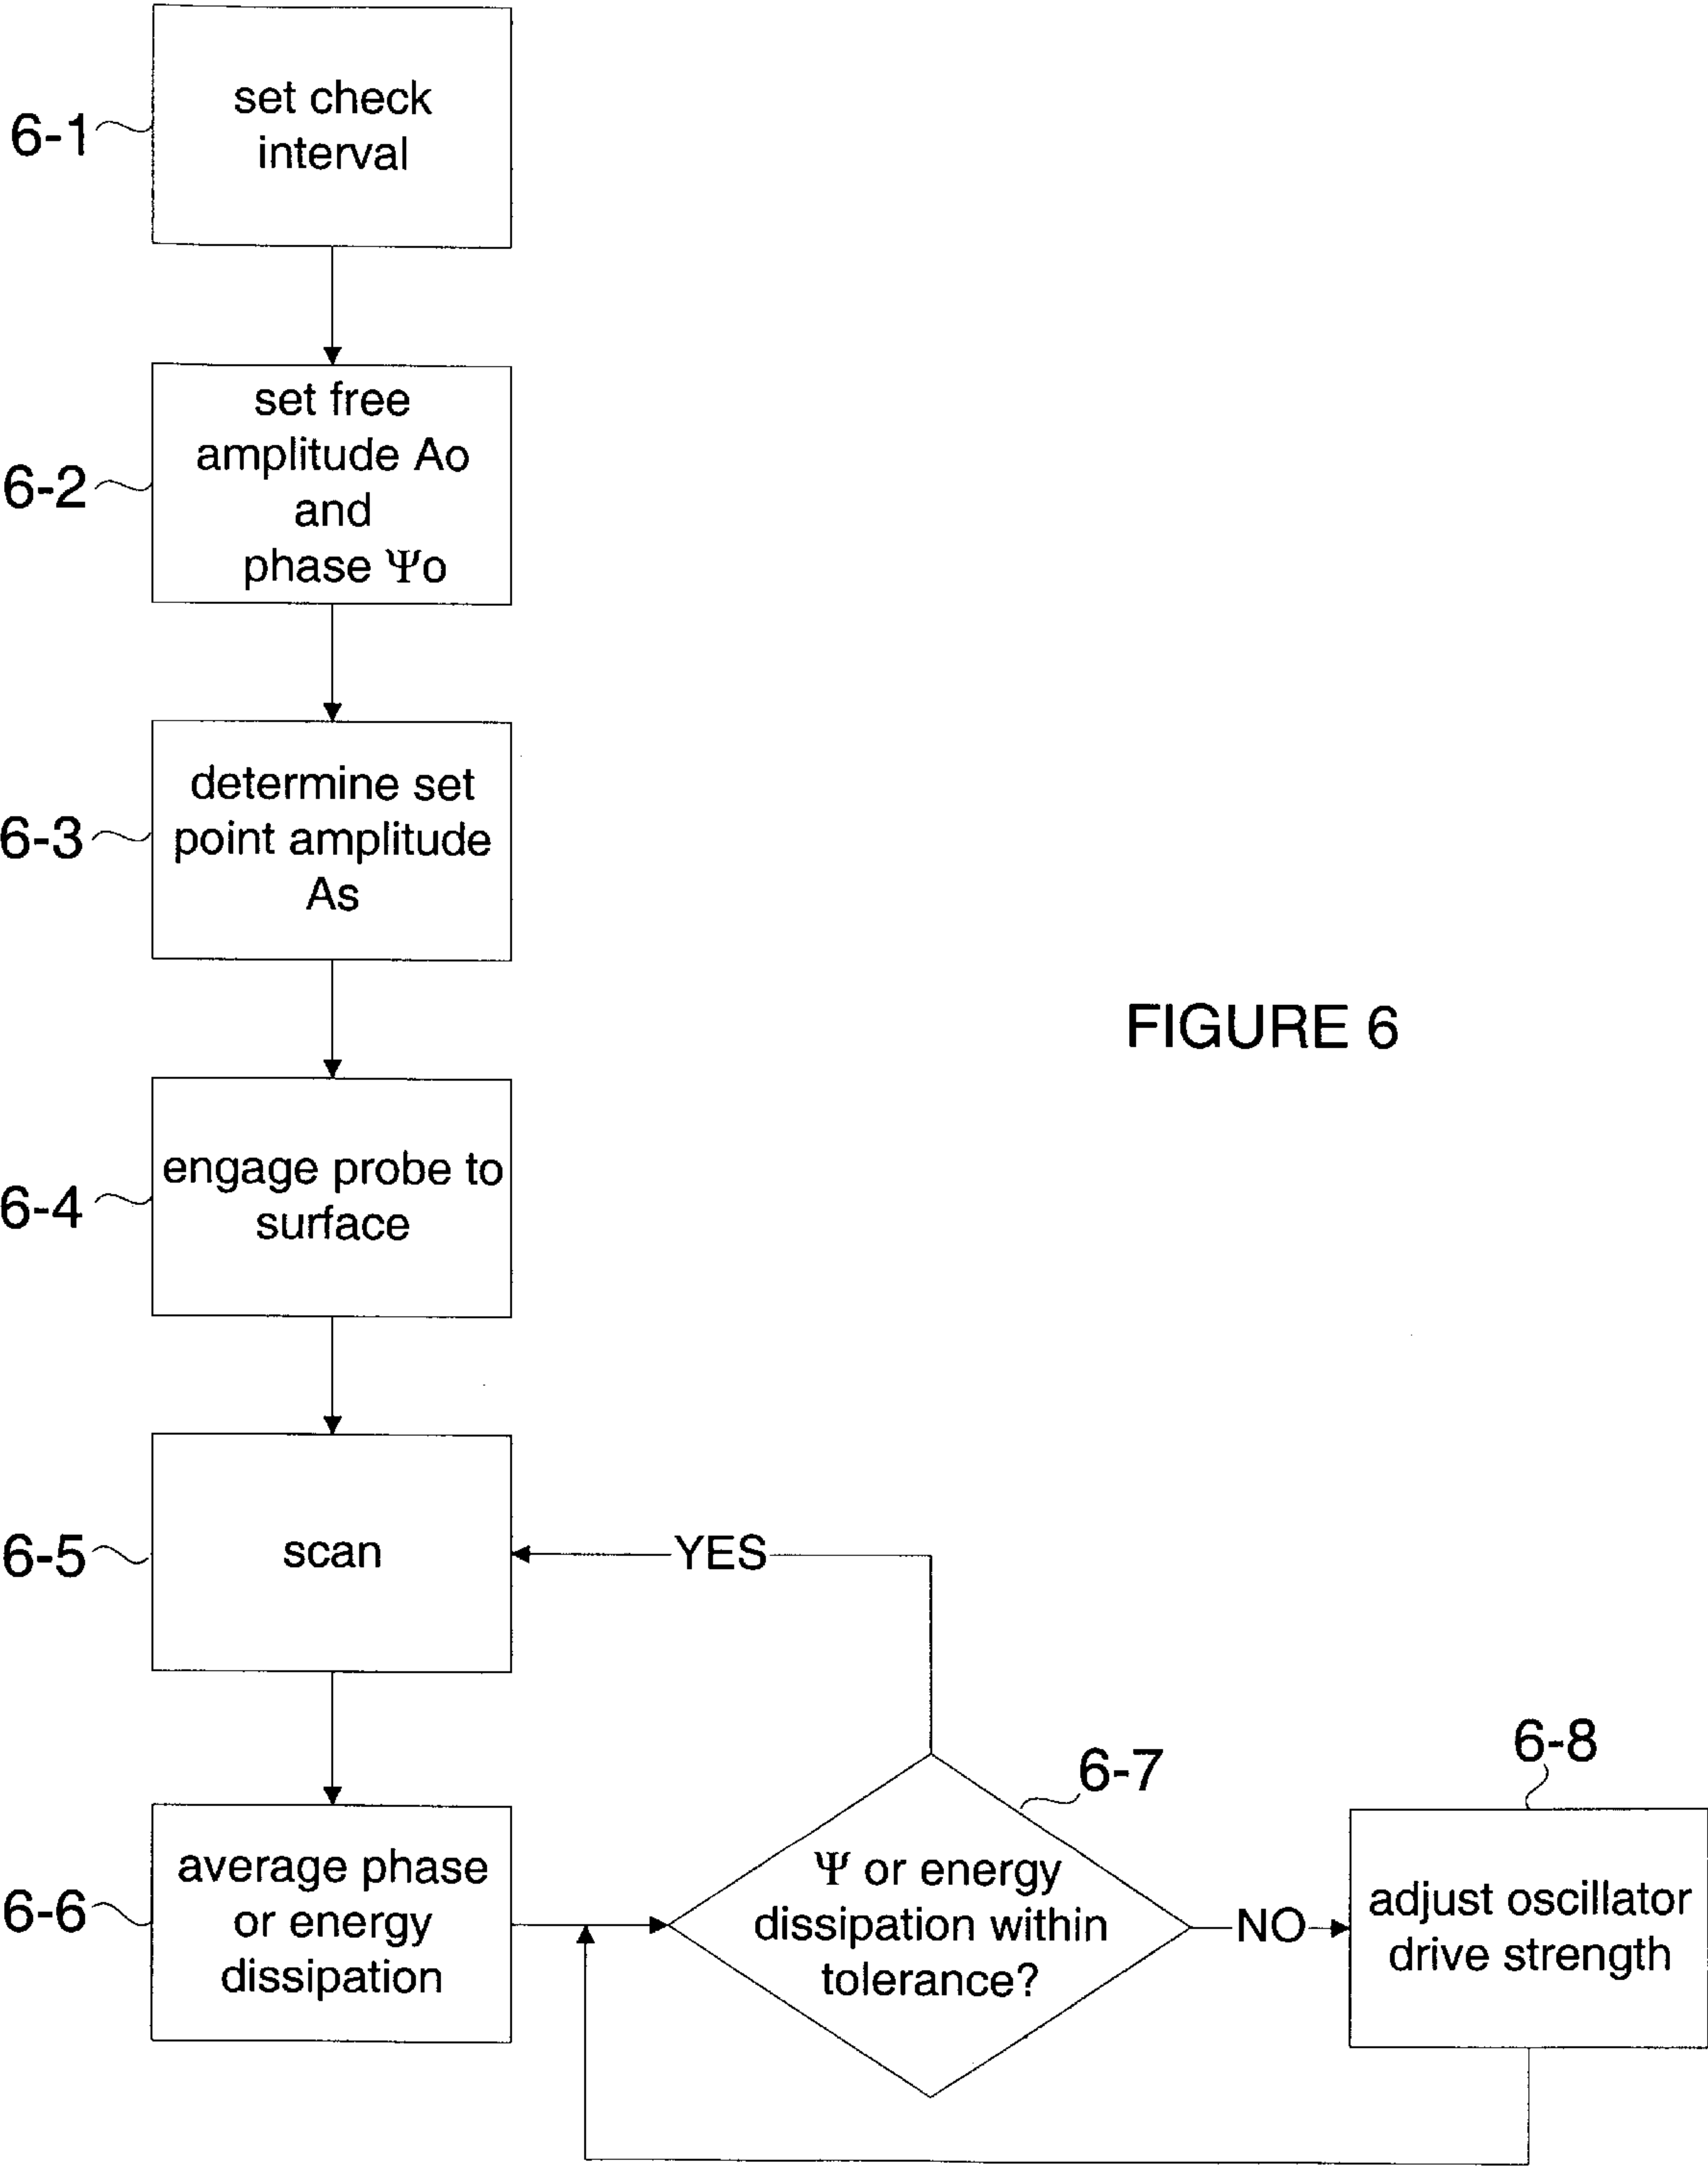 set check
interval
6-1
set free
amplitude Ao
and
phase Ψo
6-2
determine set
point amplitude
As
6-3
FIGURE 6
engage probe to
surface
6-4
scan
6-5
YES
6-7
6-8
average phase
or energy
dissipation
6-6
Ψ or energy
dissipation within
tolerance?
NO
adjust oscillator
drive strength